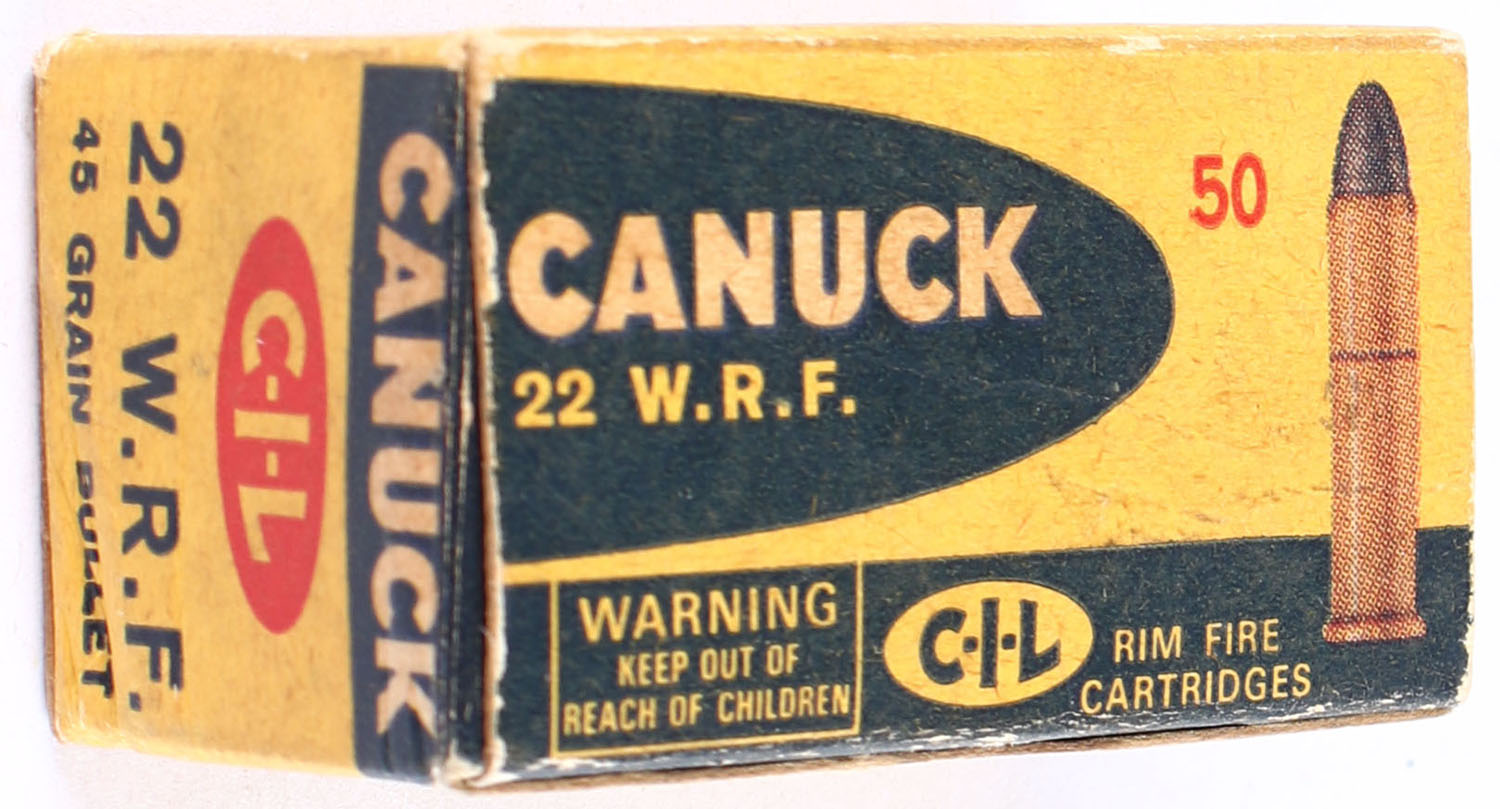 CANUCK
22 W.R.F.
50
WARNING
KEEP OUT OF
REACH OF CHILDREN
C-I-L
RIM FIRE
CARTRIDGES
CANUCK
C-I-L
22 W.R.F.
45 GRAIN BULLET